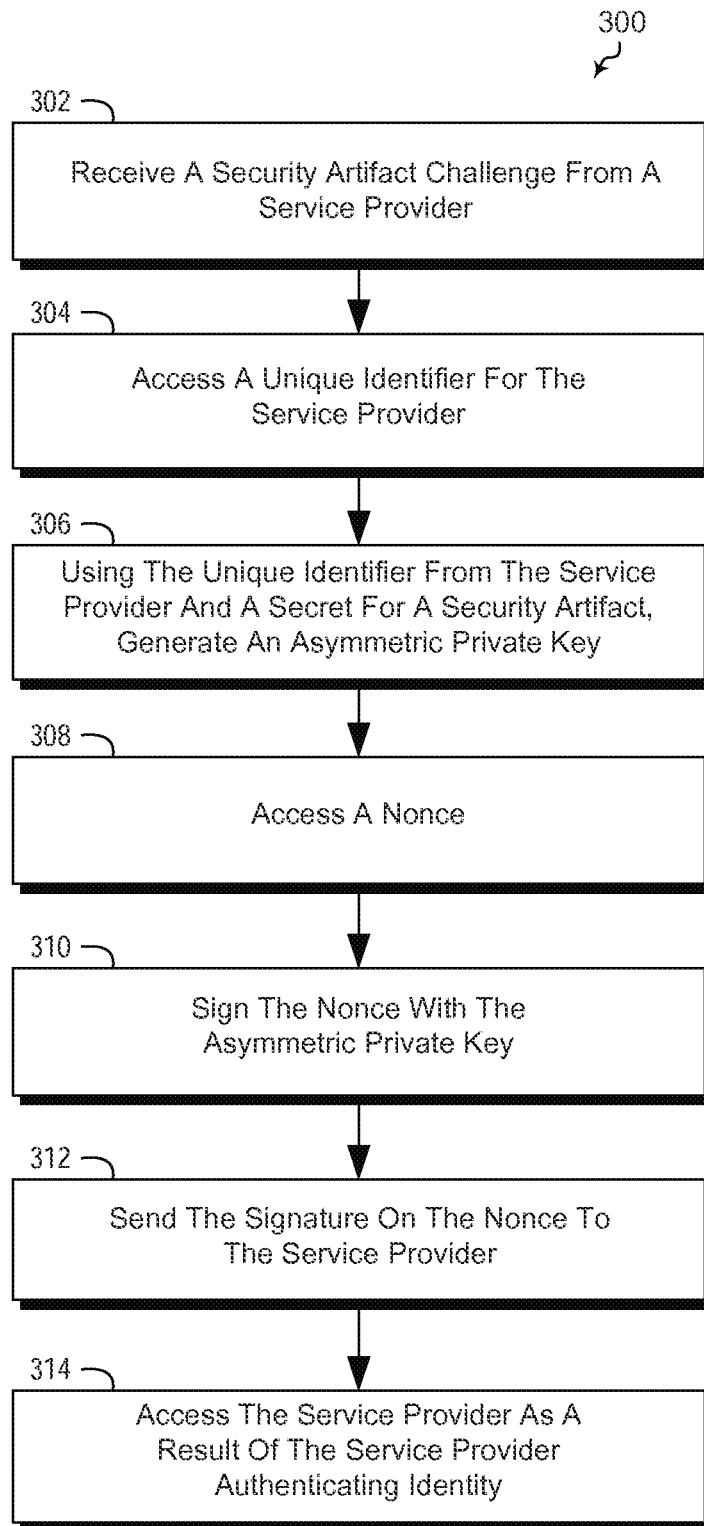 300
302
Receive A Security Artifact Challenge From A
Service Provider
304
Access A Unique Identifier For The
Service Provider
306
Using The Unique Identifier From The Service
Provider And A Secret For A Security Artifact,
Generate An Asymmetric Private Key
308
Access A Nonce
310
Sign The Nonce With The
Asymmetric Private Key
312
Send The Signature On The Nonce To
The Service Provider
314
Access The Service Provider As A
Result Of The Service Provider
Authenticating Identity